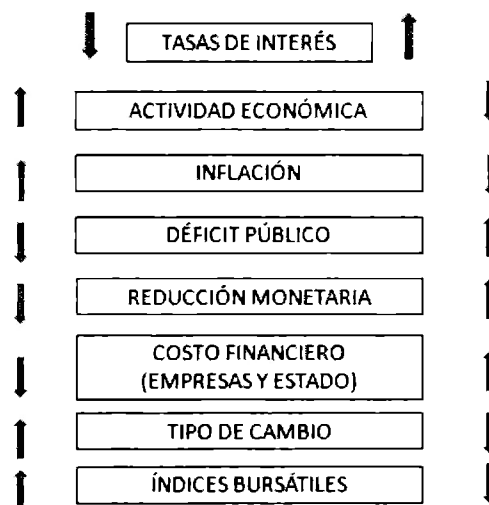 TASAS DE INTERÉS
ACTIVIDAD ECONÓMICA
INFLACIÓN
DÉFICIT PÚBLICO
REDUCCIÓN MONETARIA
COSTO FINANCIERO
(EMPRESAS Y ESTADO)
TIPO DE CAMBIO
ÍNDICES BURSÁTILES